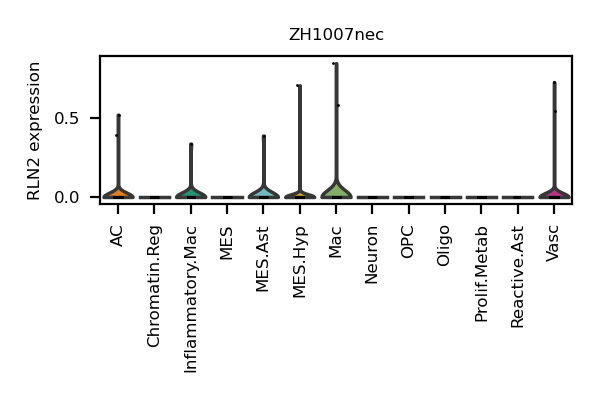 ZH1007nec
RLN2 expression
0.5
0.0
AC
Chromatin.Reg
Inflammatory.Mac
MES
MES.Ast
MES.Hyp
Mac
Neuron
OPC
Oligo
Prolif.Metab
Reactive.Ast
Vasc